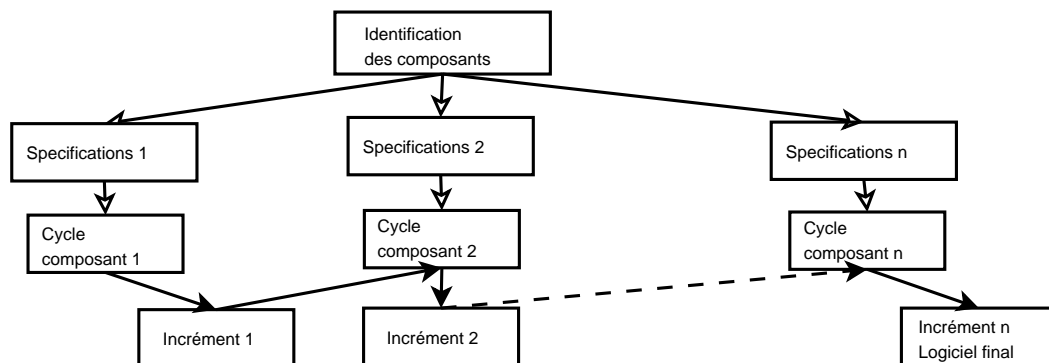 Identification
des composants
Specifications 1
Specifications 2
Specifications n
Cycle
composant 1
Cycle
composant 2
Cycle
composant n
Incrément 1
Incrément 2
Incrément n
Logiciel final